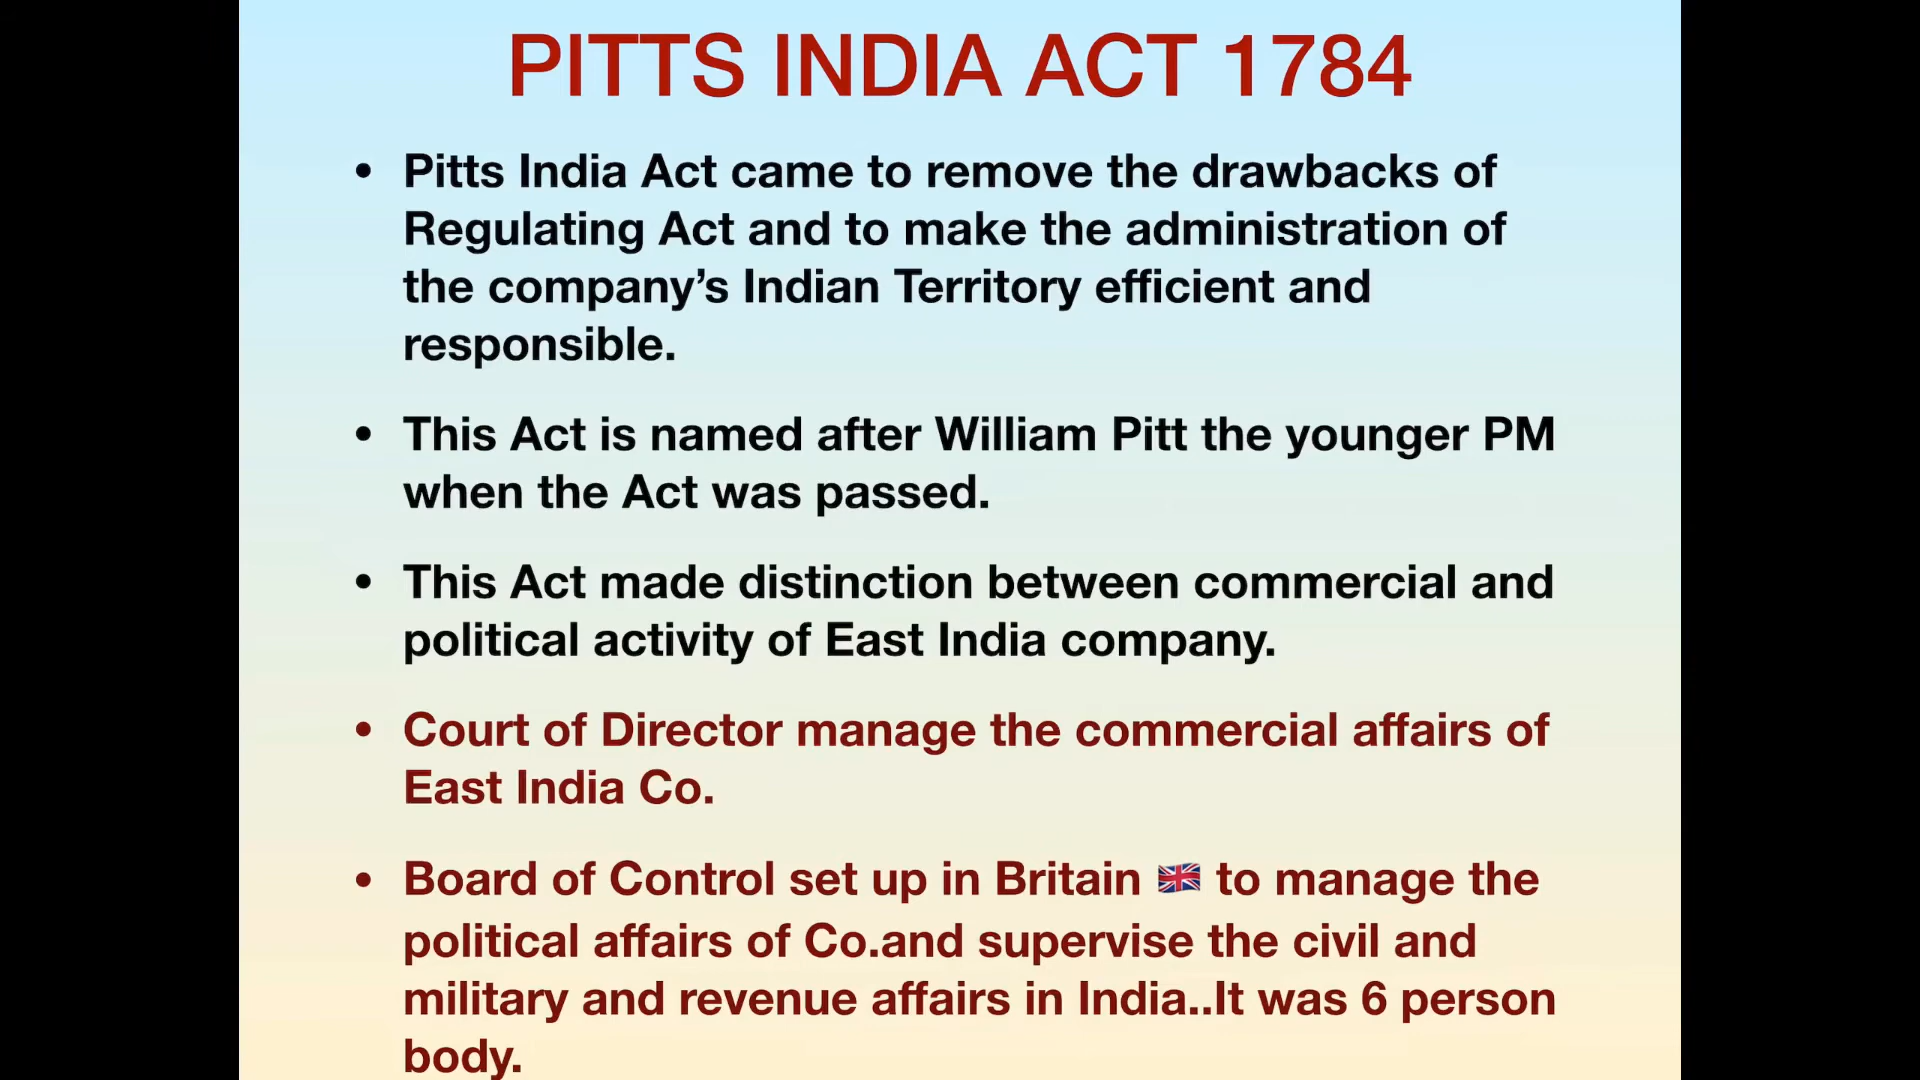 PITTS INDIA ACT 1784
• Pitts India Act came to remove the drawbacks of
Regulating Act and to make the administration of
the company’s Indian Territory efficient and
responsible.
• This Act is named after William Pitt the younger PM
when the Act was passed.
• This Act made distinction between commercial and
political activity of East India company.
• Court of Director manage the commercial affairs of
East India Co.
• Board of Control set up in Britain 🇬🇧 to manage the
political affairs of Co.and supervise the civil and
military and revenue affairs in India..It was 6 person
body.